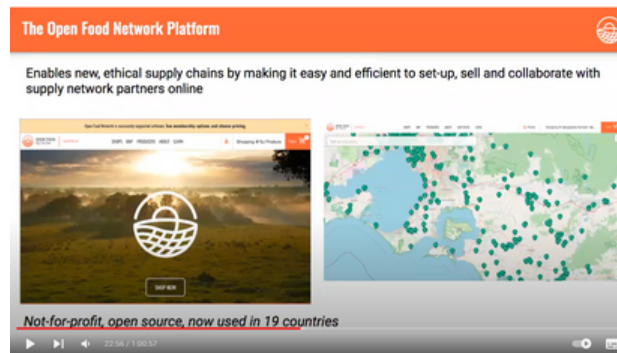 The Open Food Network Platform
Enables new, ethical supply chains by making it easy and efficient to set-up, sell and collaborate with
supply network partners online
SHOP NOW
Not-for-profit, open source, now used in 19 countries
22:56 / 1:00:57